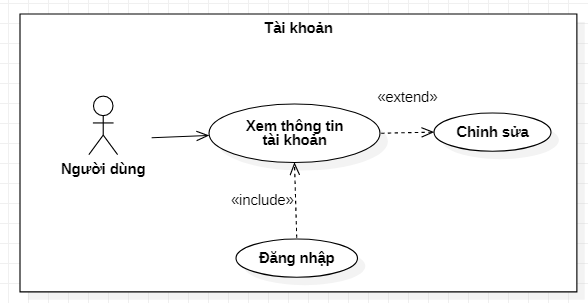 Tài khoản
«extend»
Xem thông tin
tài khoản
Chỉnh sửa
Người dùng
«include»
Đăng nhập